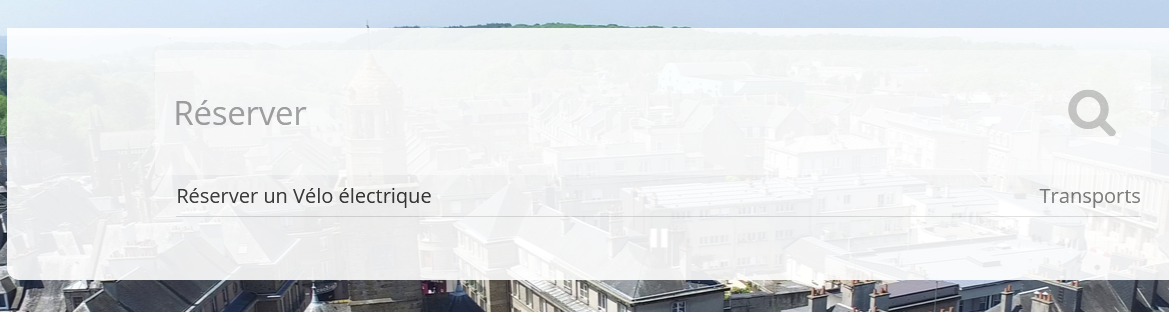 Réserver
Réserver un Vélo électrique
Transports